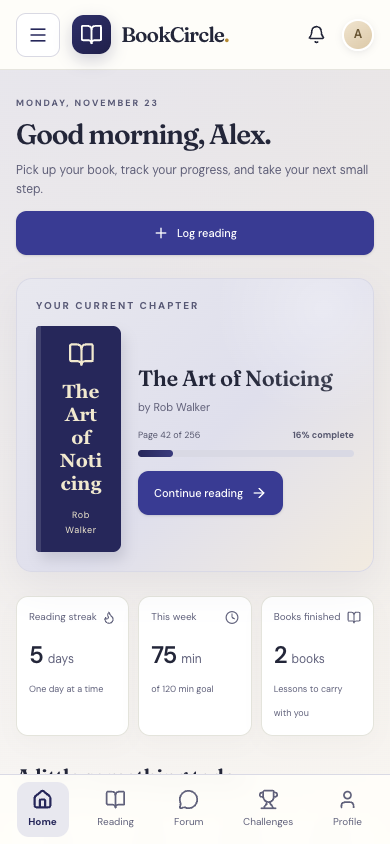 BookCircle.
A
MONDAY, NOVEMBER 23
Good morning, Alex.
Pick up your book, track your progress, and take your next small
step.
Log reading
YOUR CURRENT CHAPTER
The
Art
of
Noti
cing
Rob
Walker
The Art of Noticing
by Rob Walker
Page 42 of 256
16% complete
Continue reading
Reading streak
5 days
One day at a time
This week
75 min
of 120 min goal
Books finished
2 books
Lessons to carry
with you
Home
Reading
Forum
Challenges
Profile